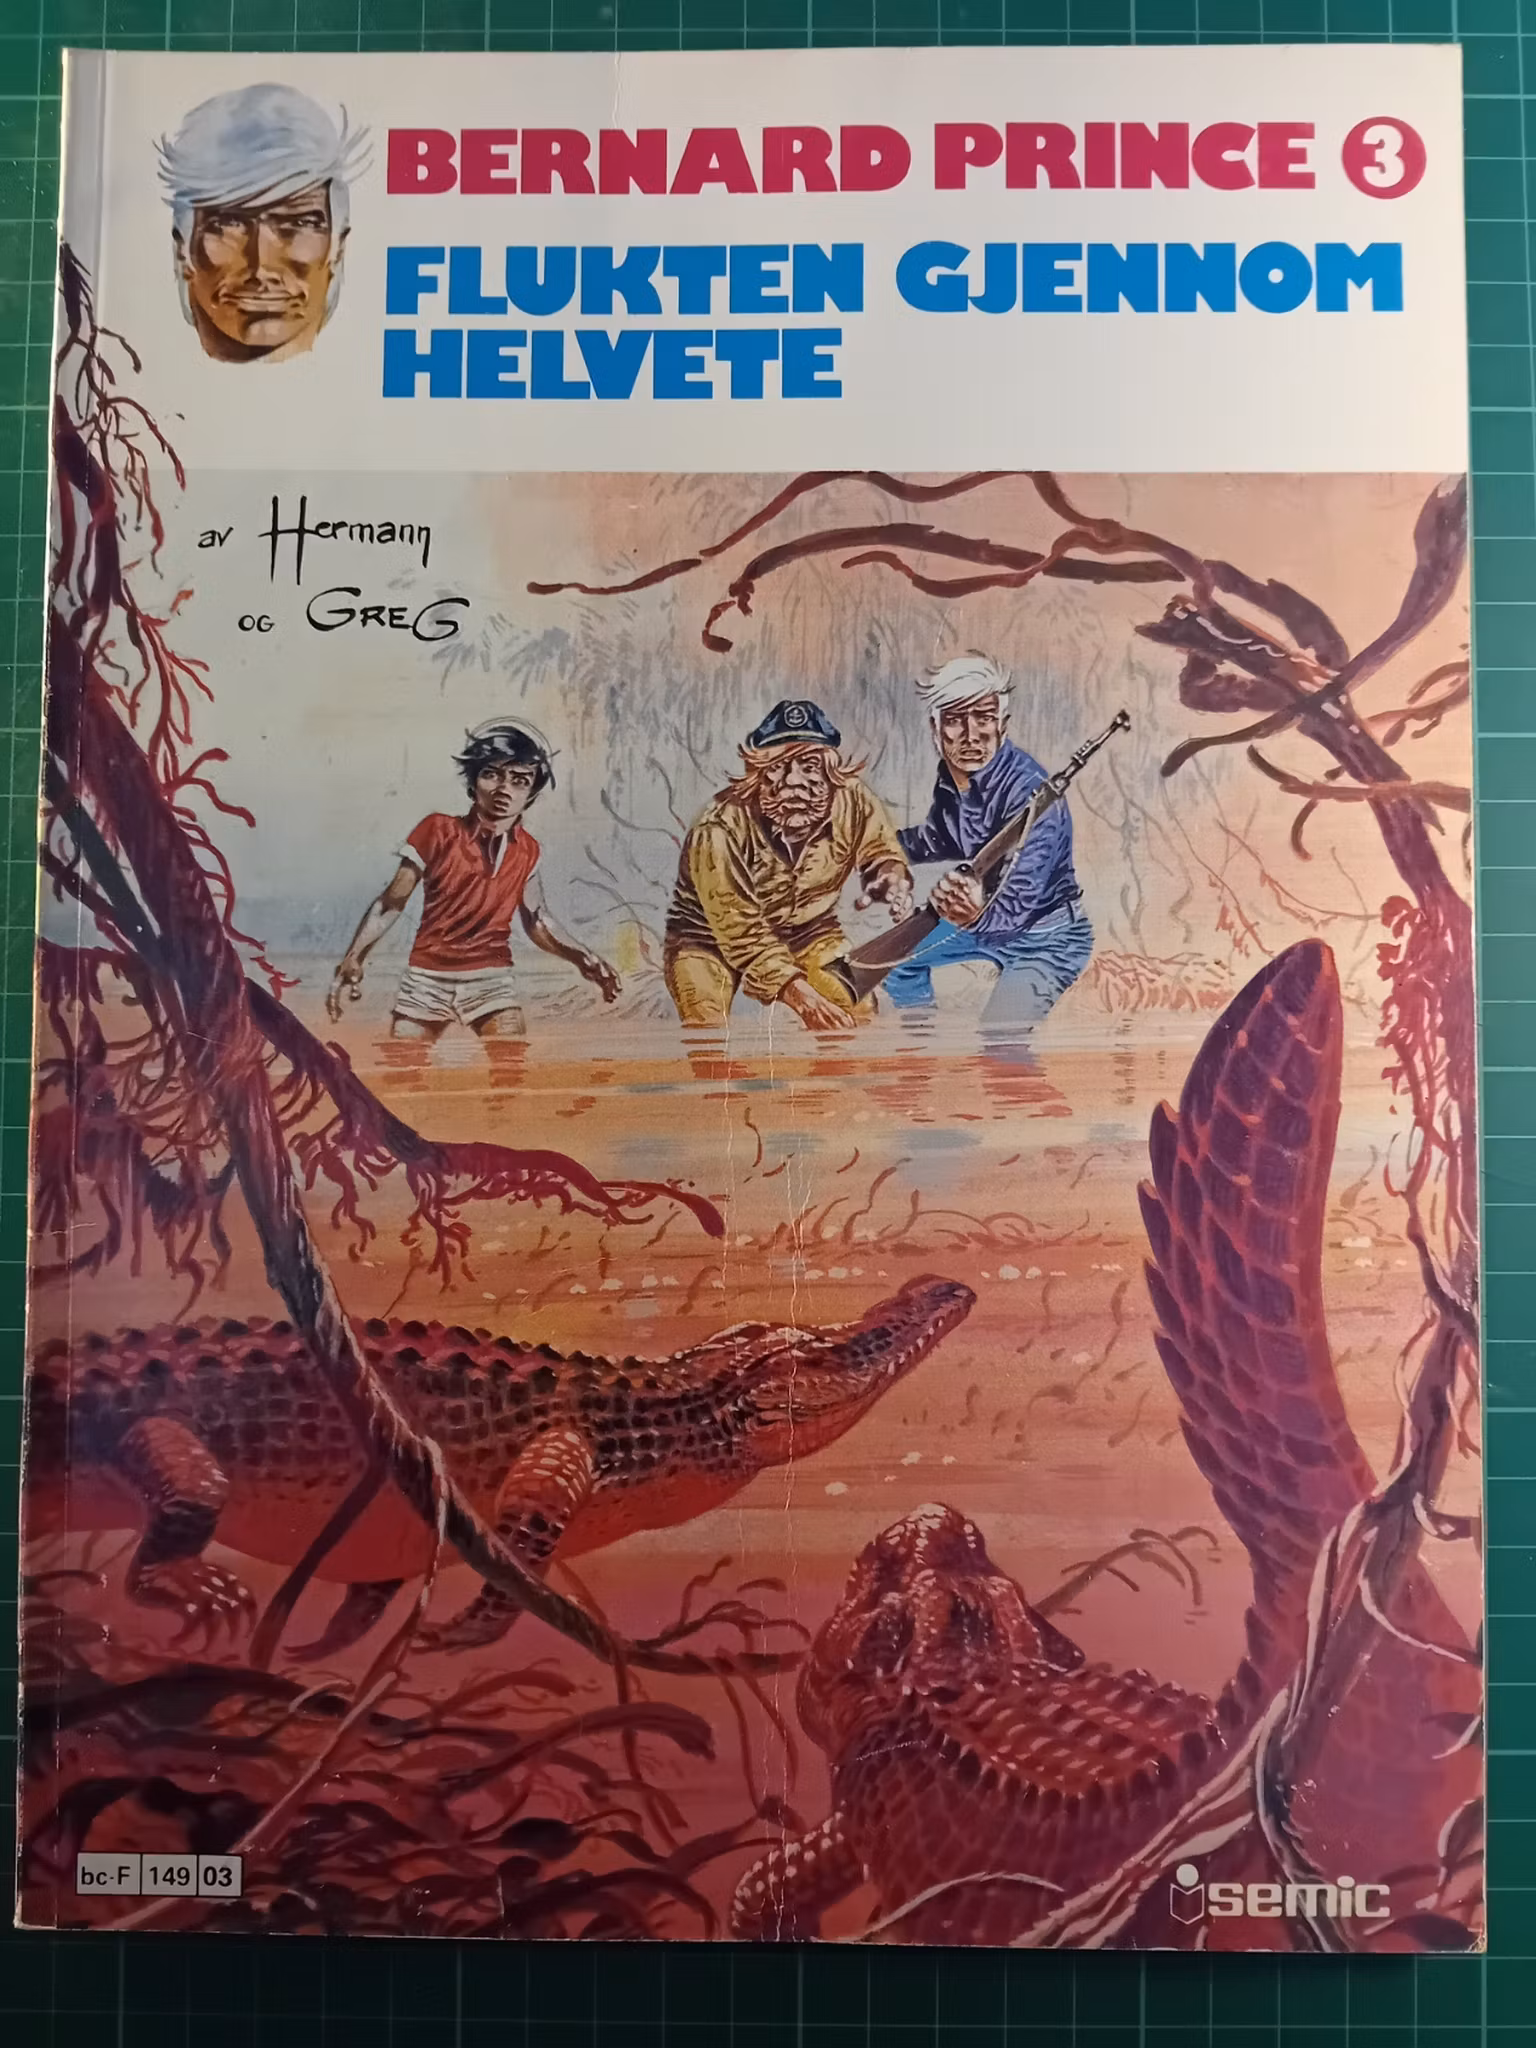 BERNARD PRINCE 3
FLUKTEN GJENNOM
HELVETE
av Hermann
OG GREG
bc-F 149 03
semic